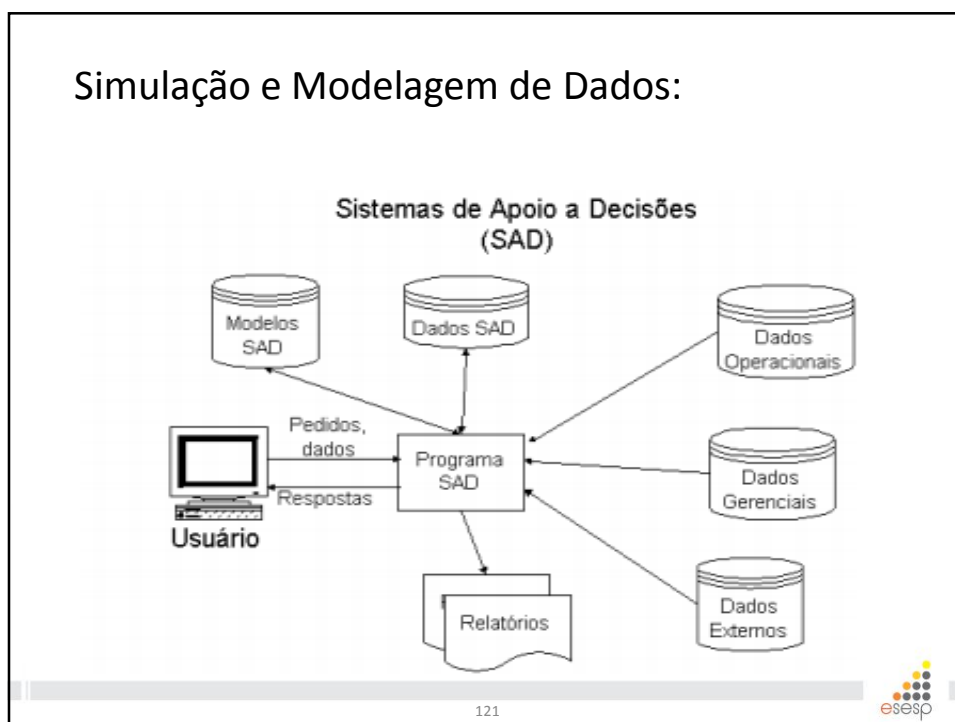 Simulação e Modelagem de Dados:
Sistemas de Apoio a Decisões
(SAD)
Modelos
SAD
Dados SAD
Dados
Operacionais
Pedidos,
dados
Programa
SAD
Respostas
Usuário
Dados
Gerenciais
Relatórios
Dados
Externos
121
esesp